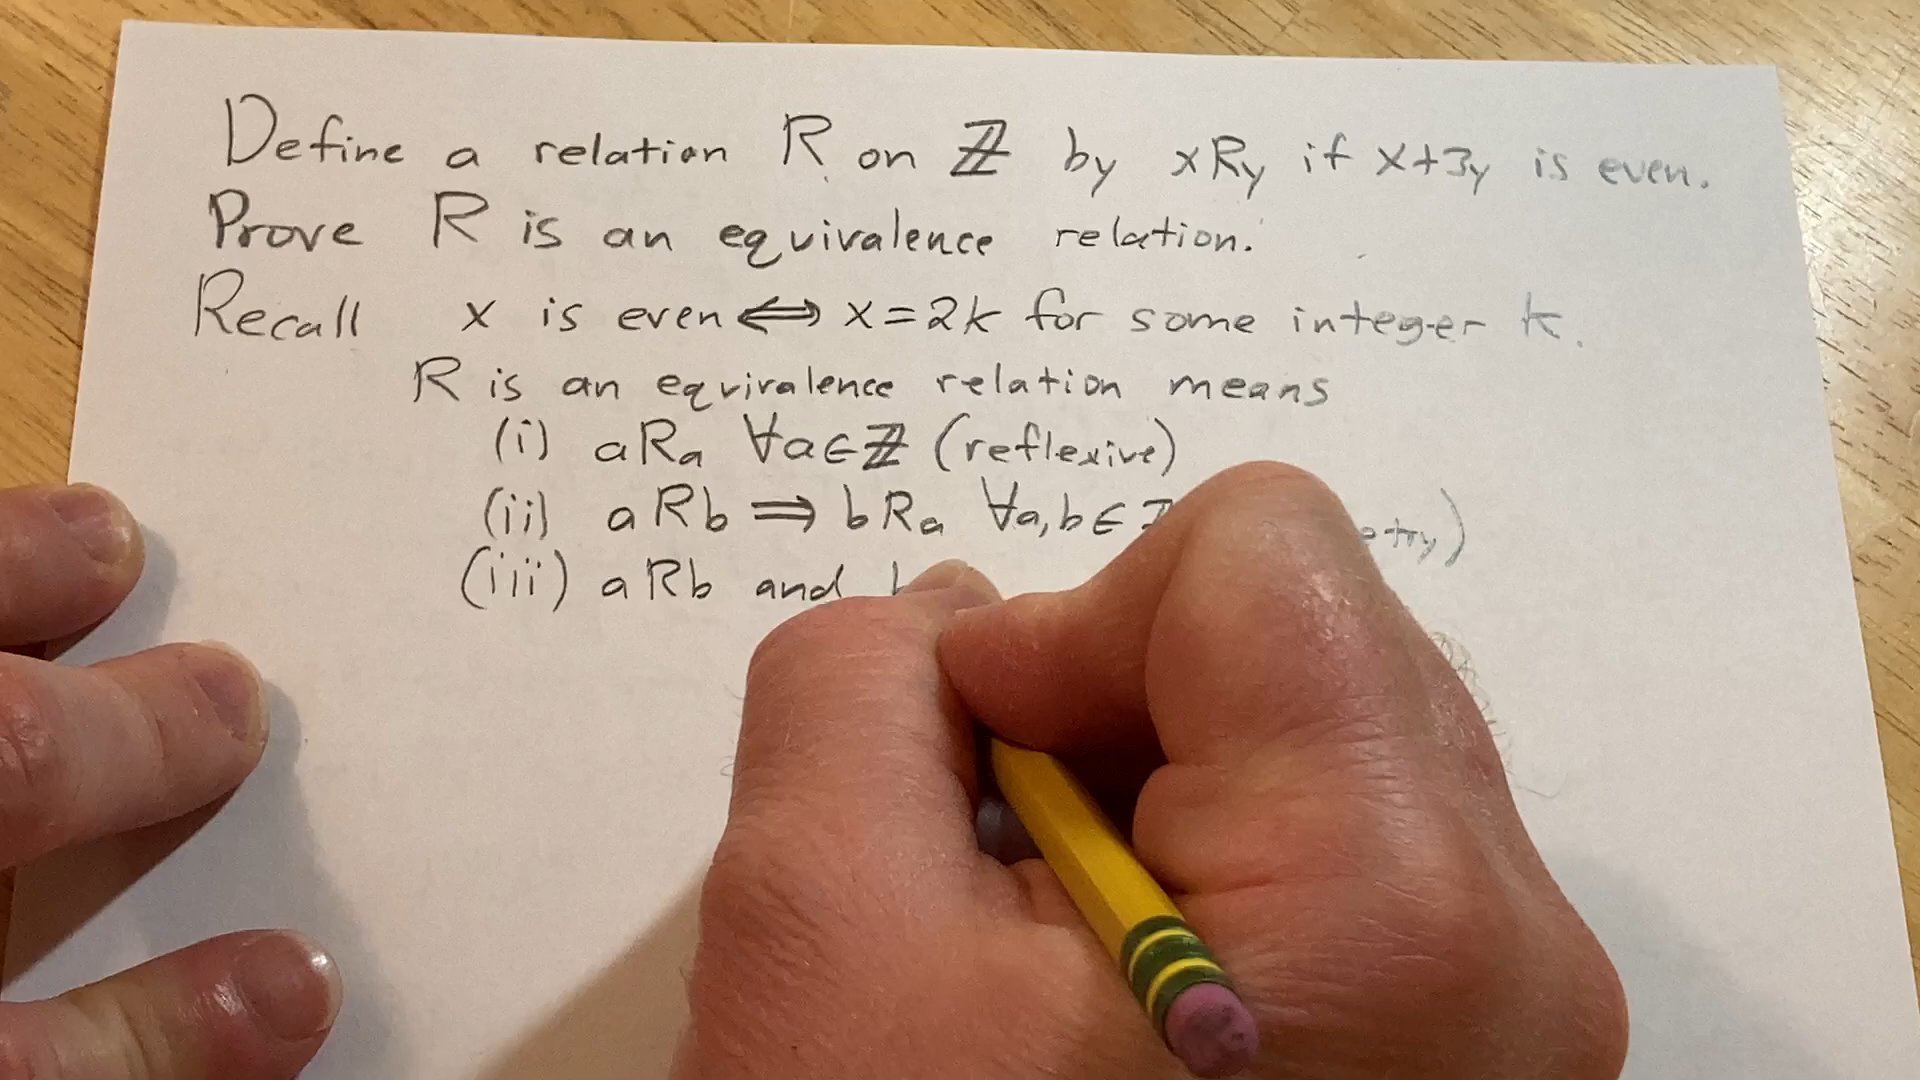 Define a relation R on ℤ by xRy if x+3y is even.
Prove R is an equivalence relation.
Recall x is even ⟺ x=2k for some integer k.
R is an equivalence relation means
(i) aRa ∀a∈ℤ (reflexive)
(ii) aRb ⟹ bRa ∀a,b∈
(iii) aRb and